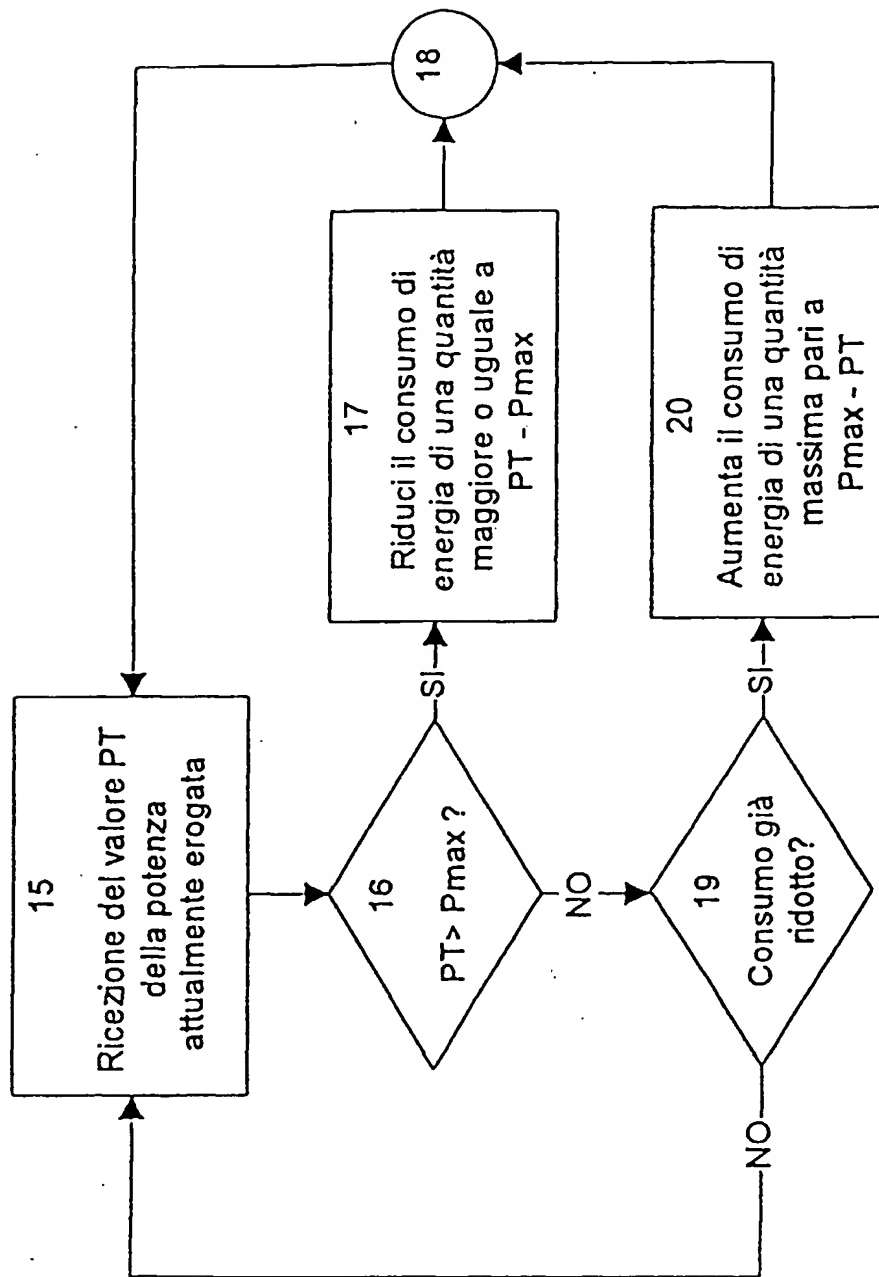 15
Ricezione del valore PT
della potenza
attualmente erogata
16
PT> Pmax ?
SI
17
Riduci il consumo di
energia di una quantità
maggiore o uguale a
PT - Pmax
18
NO
19
Consumo già
ridotto?
SI
20
Aumenta il consumo di
energia di una quantità
massima pari a
Pmax - PT
NO